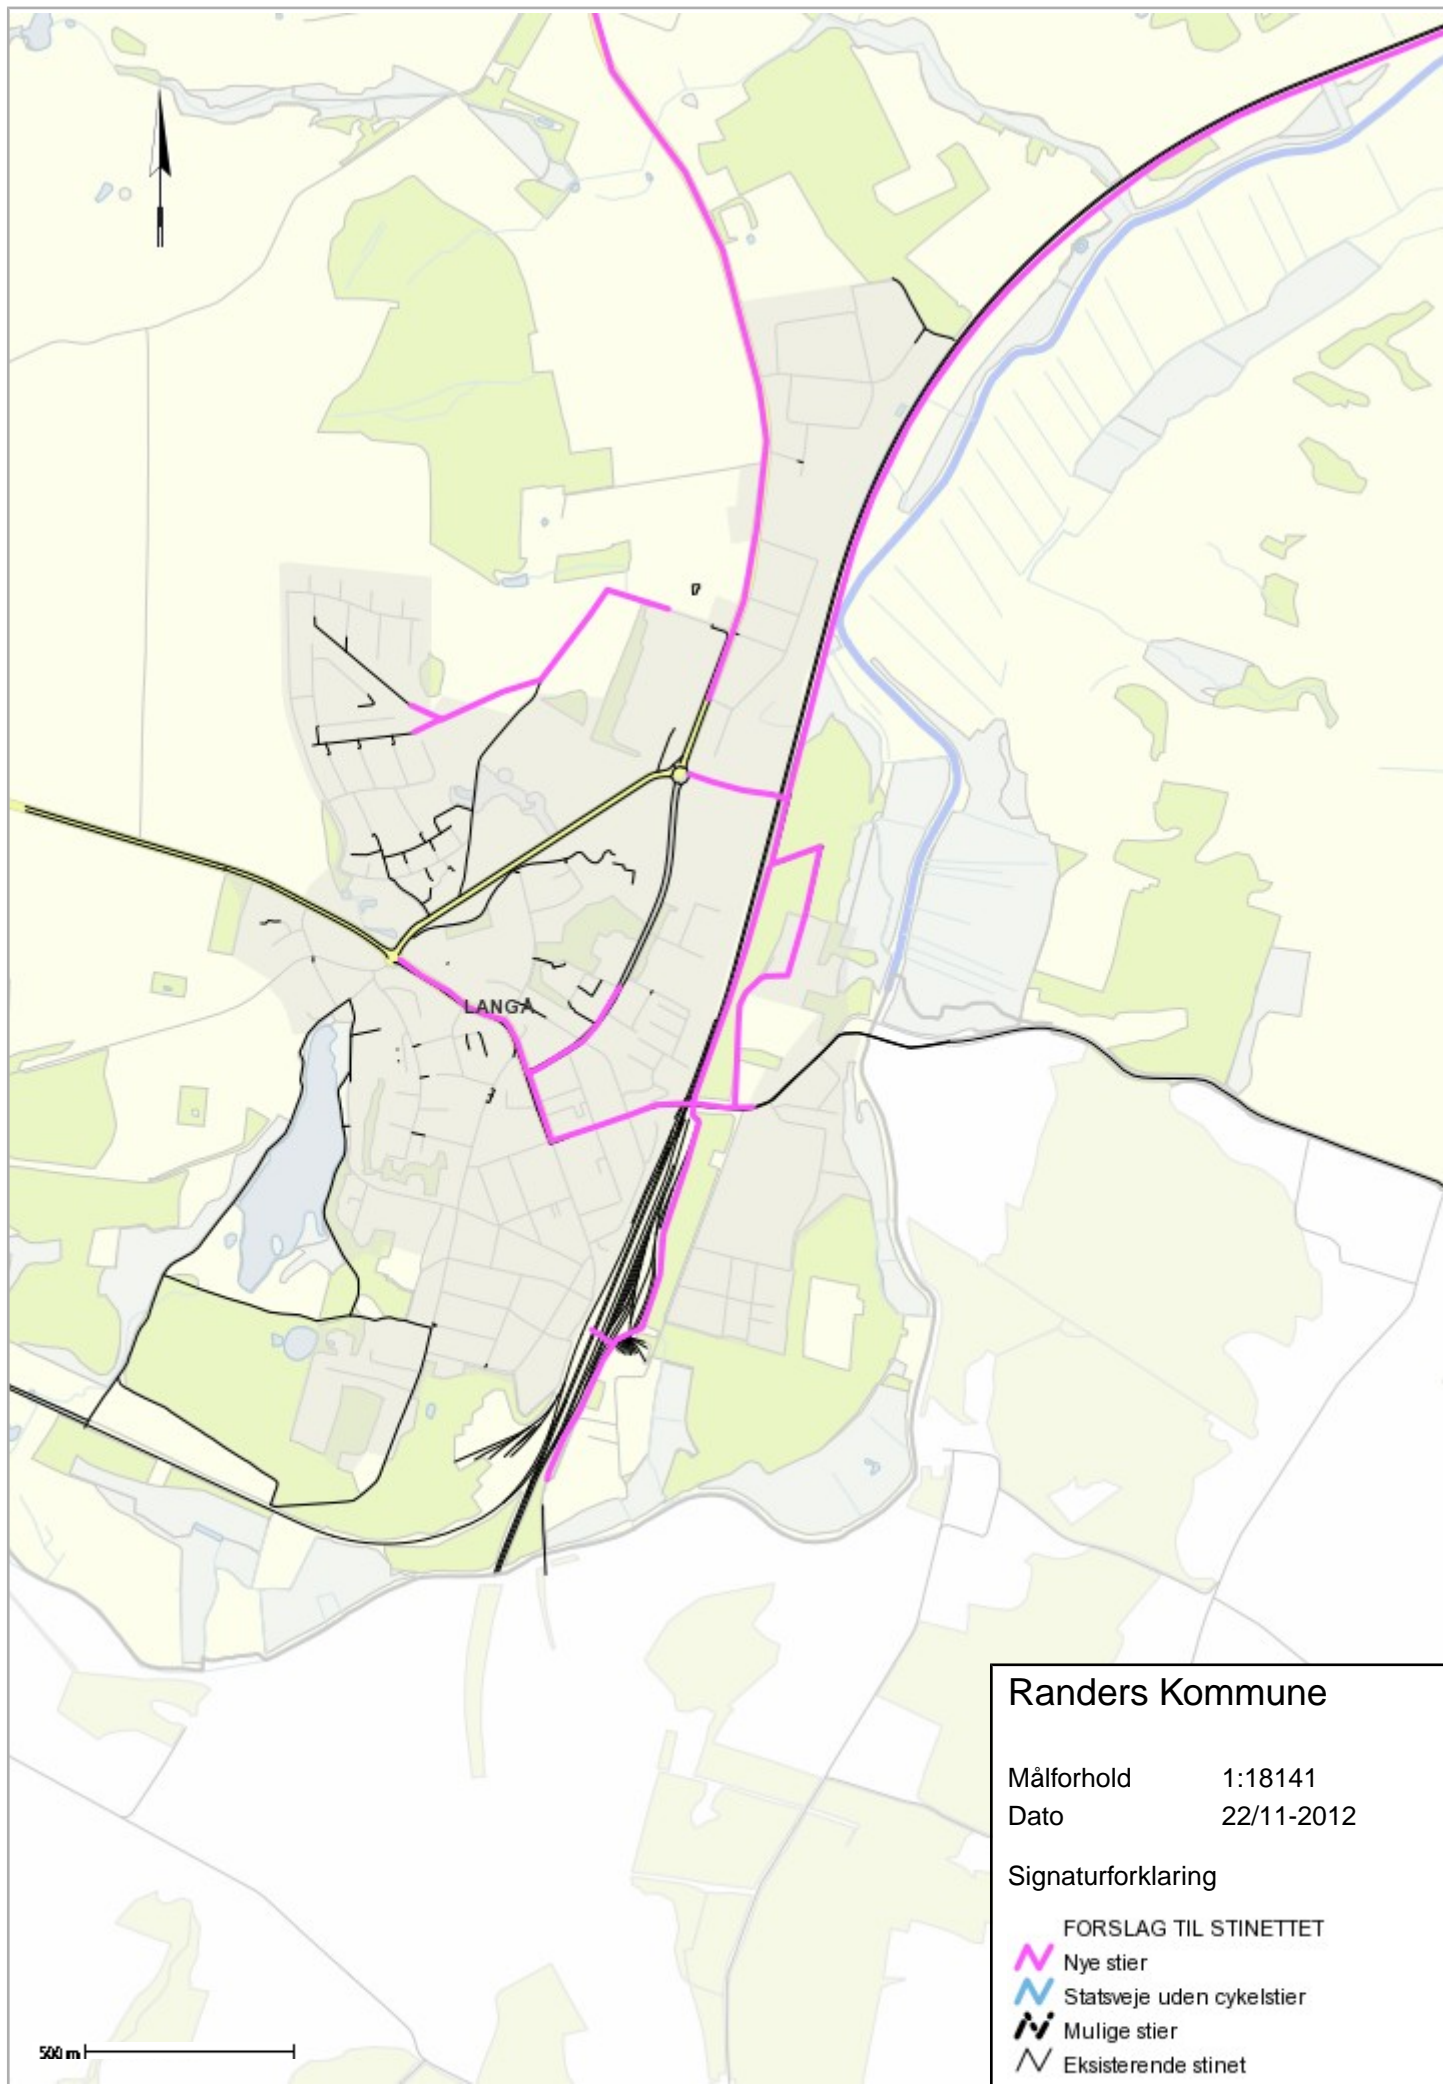 LANGÅ
Randers Kommune
Målforhold 1:18141
Dato 22/11-2012
Signaturforklaring
FORSLAG TIL STINETTET
Nye stier
Statsveje uden cykelstier
Mulige stier
Eksisterende stinet
500 m